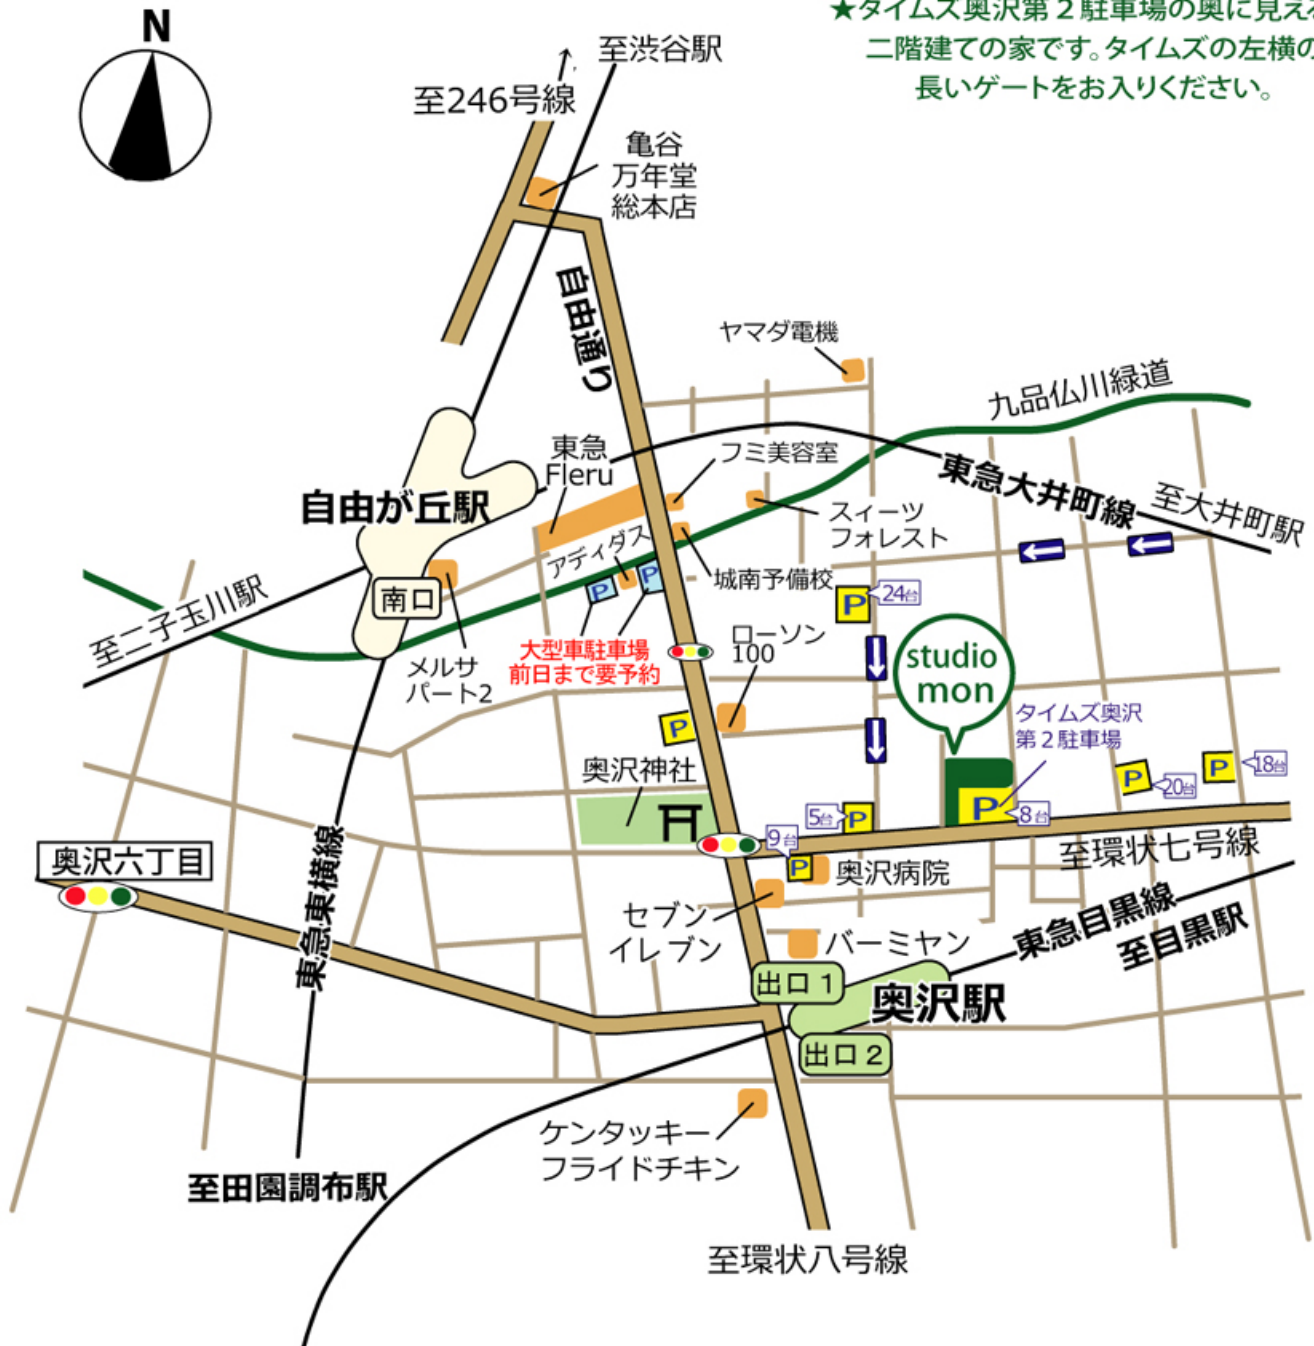 N
★タイムズ奥沢第２駐車場の奥に見え
二階建ての家です。タイムズの左横の
長いゲートをお入りください。
至渋谷駅
至246号線
亀谷
万年堂
総本店
自由通り
ヤマダ電機
九品仏川緑道
東急
Fleru
フミ美容室
東急大井町線
至大井町駅
自由が丘駅
スィーツ
フォレスト
アディダス
城南予備校
南口
P
P
P
24台
至二子玉川駅
大型車駐車場
前日まで要予約
ローソン
100
メルサ
パート2
studio
mon
タイムズ奥沢
第２駐車場
P
奥沢神社
P
20台
P
18台
5台
P
P
8台
9台
P
奥沢六丁目
奥沢病院
至環状七号線
東急東横線
セブン
イレブン
バーミヤン
東急目黒線
至目黒駅
出口１
奥沢駅
出口２
ケンタッキー
フライドチキン
至田園調布駅
至環状八号線